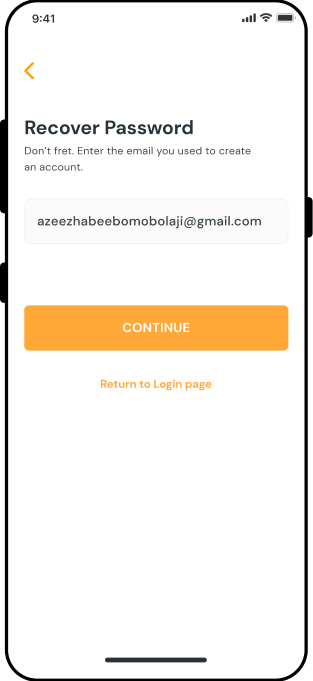 9:41
Recover Password
Don't fret. Enter the email you used to create
an account.
azeezhabeebomobolaji@gmail.com
CONTINUE
Return to Login page